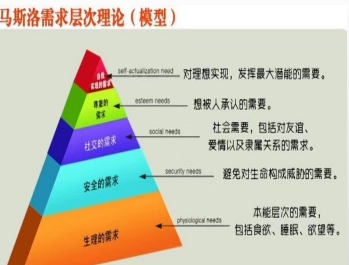 马斯洛需求层次理论（模型）
自我
实现的需求
self-actualization need
对理想实现，发挥最大潜能的需要。
尊重的
需求
esteem needs
想被人承认的需要。
社交的需求
social needs
社会需要，包括对友谊、
爱情以及隶属关系的需求。
安全的需求
security needs
避免对生命构成威胁的需要。
生理的需求
physiological needs
本能层次的需要，
包括食欲、睡眠、欲望等。